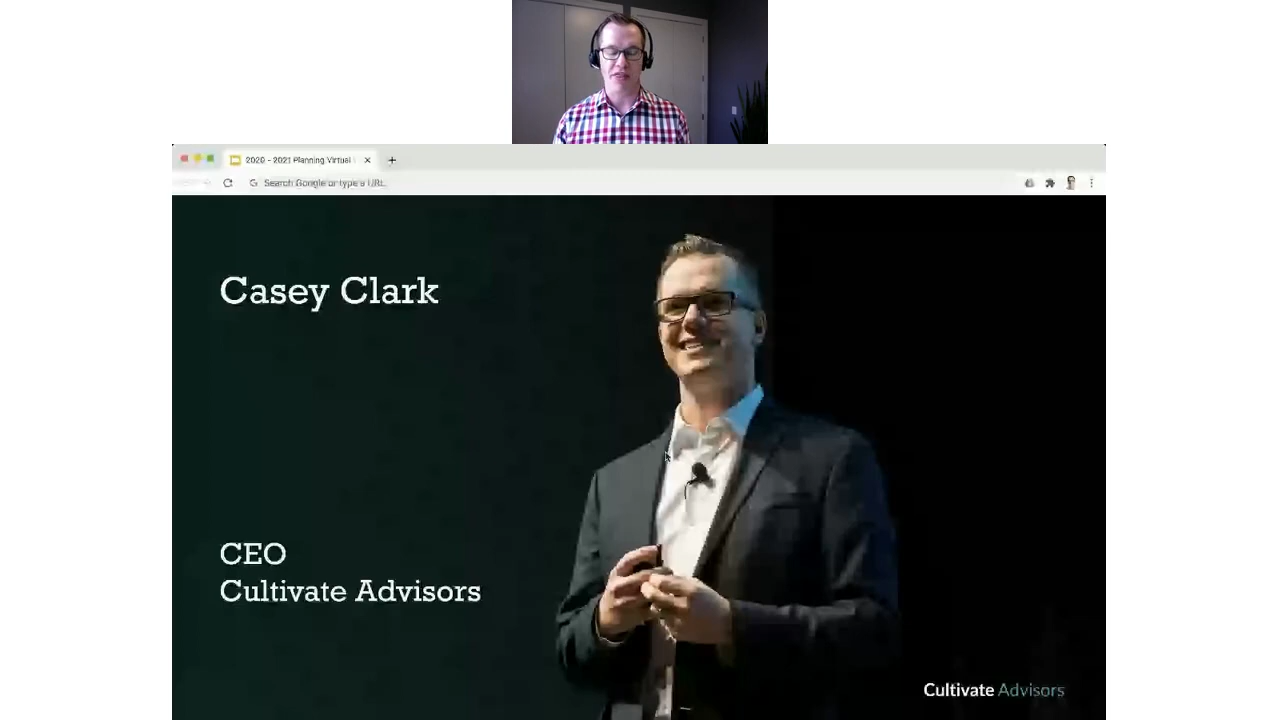 2020 - 2021 Planning Virtual
Search Google or type a URL
Casey Clark
CEO
Cultivate Advisors
Cultivate Advisors